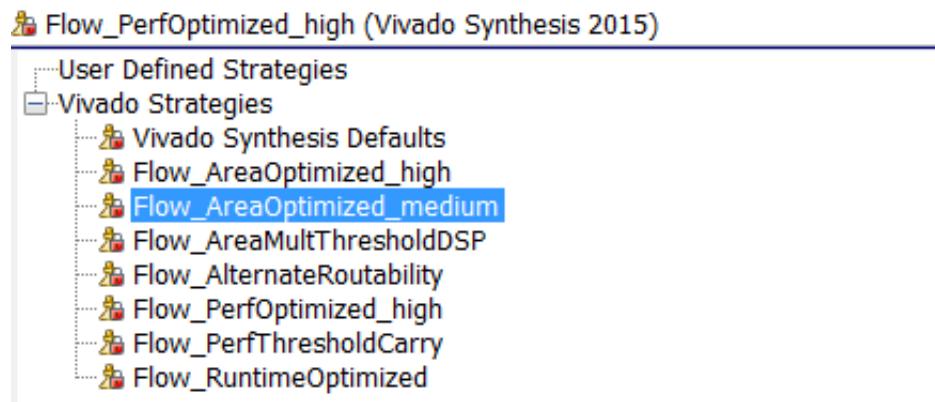 Flow_PerfOptimized_high (Vivado Synthesis 2015)
User Defined Strategies
Vivado Strategies
Vivado Synthesis Defaults
Flow_AreaOptimized_high
Flow_AreaOptimized_medium
Flow_AreaMultThresholdDSP
Flow_AlternateRoutability
Flow_PerfOptimized_high
Flow_PerfThresholdCarry
Flow_RuntimeOptimized